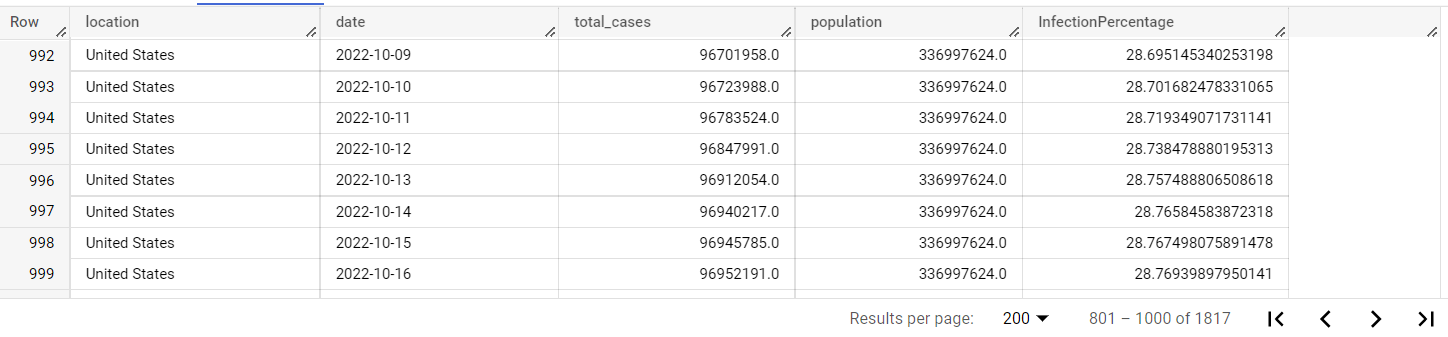 Row location date total_cases population InfectionPercentage
992 United States 2022-10-09 96701958.0 336997624.0 28.695145340253198
993 United States 2022-10-10 96723988.0 336997624.0 28.701682478331065
994 United States 2022-10-11 96783524.0 336997624.0 28.719349071731141
995 United States 2022-10-12 96847991.0 336997624.0 28.738478880195313
996 United States 2022-10-13 96912054.0 336997624.0 28.757488806508618
997 United States 2022-10-14 96940217.0 336997624.0 28.76584583872318
998 United States 2022-10-15 96945785.0 336997624.0 28.767498075891478
999 United States 2022-10-16 96952191.0 336997624.0 28.76939897950141
Results per page: 200 801 – 1000 of 1817